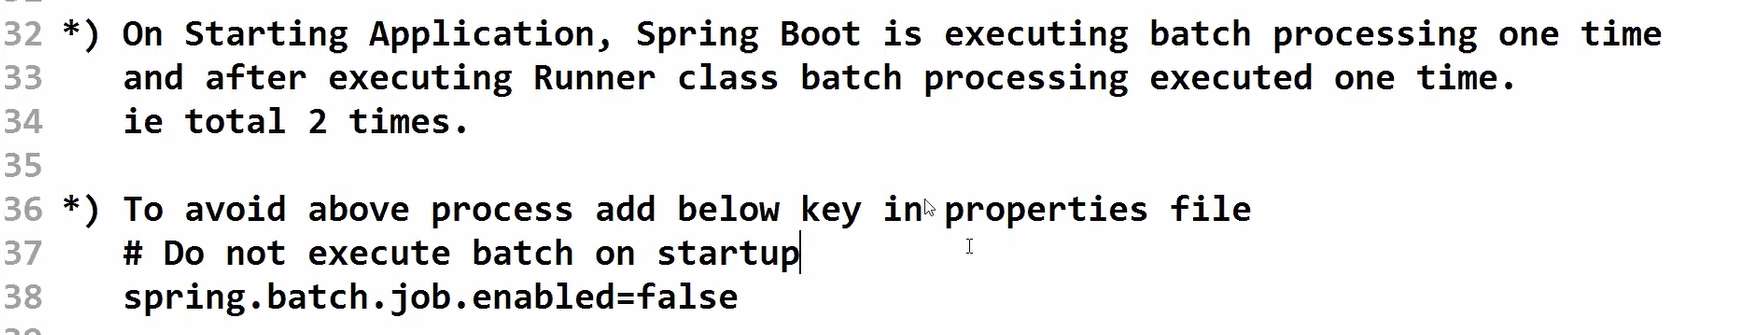 32 *) On Starting Application, Spring Boot is executing batch processing one time
33    and after executing Runner class batch processing executed one time.
34    ie total 2 times.
35
36 *) To avoid above process add below key in properties file
37    # Do not execute batch on startup
38    spring.batch.job.enabled=false